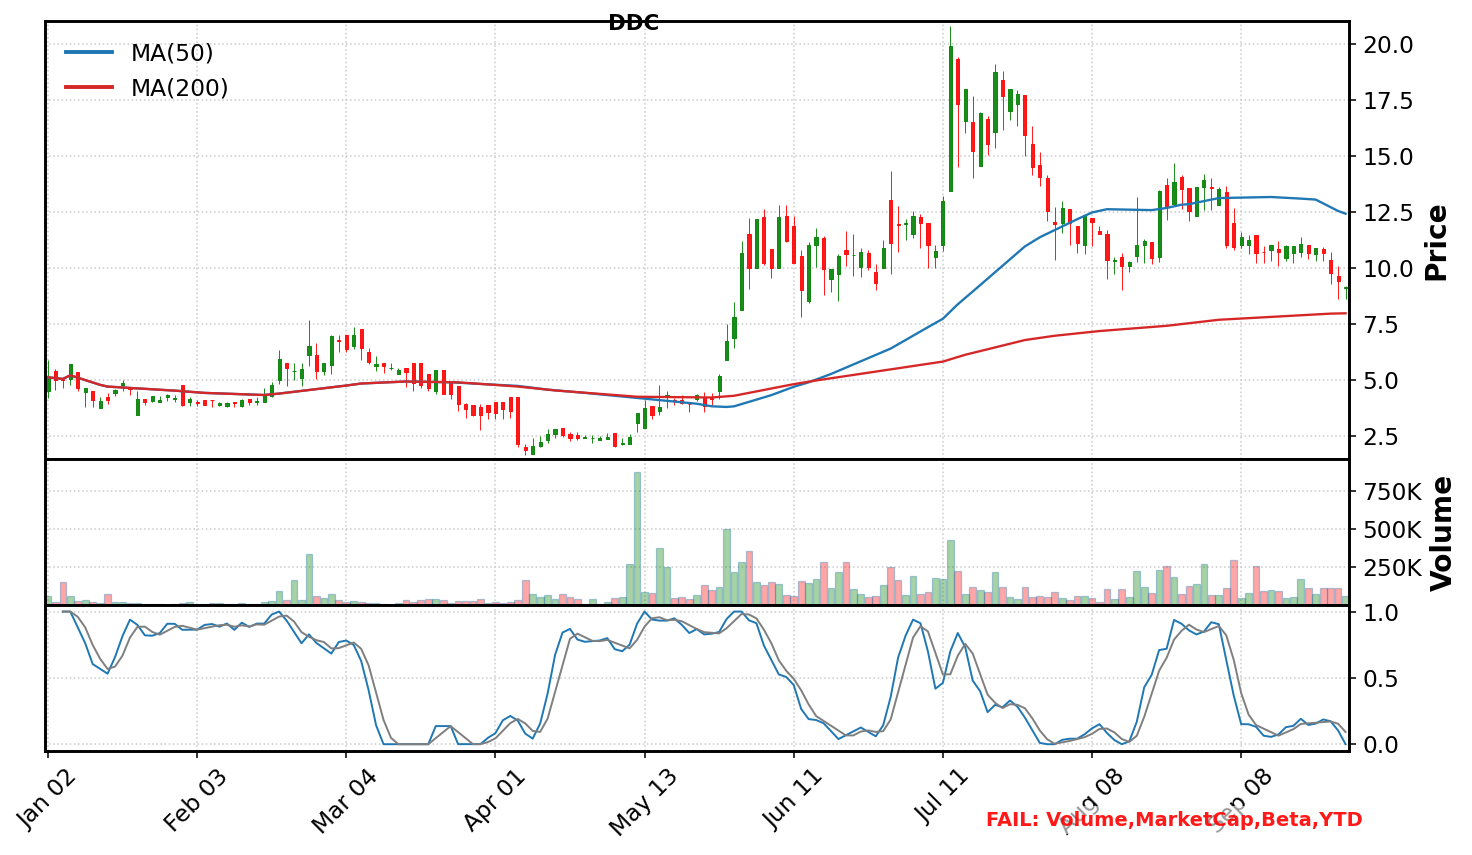 DDC
MA(50)
MA(200)
20.0
17.5
15.0
12.5
10.0
7.5
5.0
2.5
Price
750K
500K
250K
Volume
1.0
0.5
0.0
Jan 02
Feb 03
Mar 04
Apr 01
May 13
Jun 11
Jul 11
Aug 08
Sep 08
FAIL: Volume,MarketCap,Beta,YTD